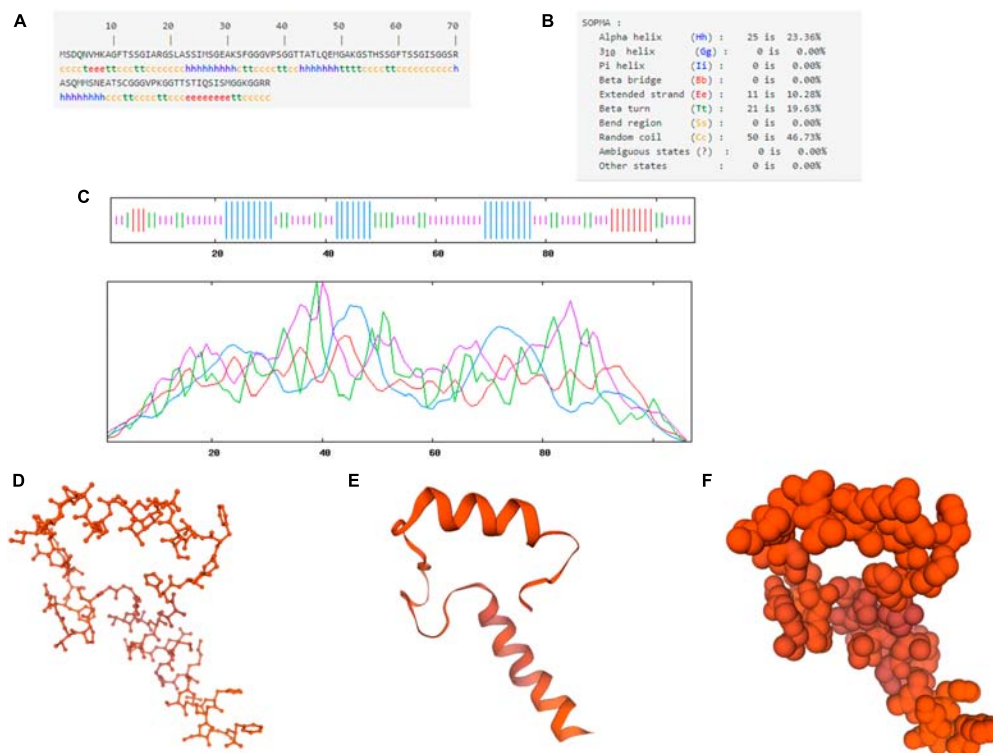 A
10 20 30 40 50 60 70
| | | | | | |
MSDQNVHKAGFTSSGIARGSLASSIMSGEAKSFGGGVPSGGTTATLQEMGAKGSTHSSGFTSSGISGGSR
ccccteeettcccttccccccchhhhhhhhhcttccccttcchhhhhhhttttccccttcccccccccch
ASQMMSNEATSCGGGVPKGGTTSTIQSISMGGKGGRR
hhhhhhhhcccttccccttccceeeeeeeettccccc
B
SOPMA :
Alpha helix (Hh) : 25 is 23.36%
310 helix (Gg) : 0 is 0.00%
Pi helix (Ii) : 0 is 0.00%
Beta bridge (Bb) : 0 is 0.00%
Extended strand (Ee) : 11 is 10.28%
Beta turn (Tt) : 21 is 19.63%
Bend region (Ss) : 0 is 0.00%
Random coil (Cc) : 50 is 46.73%
Ambiguous states (?) : 0 is 0.00%
Other states : 0 is 0.00%
C
20 40 60 80
20 40 60 80
D E F